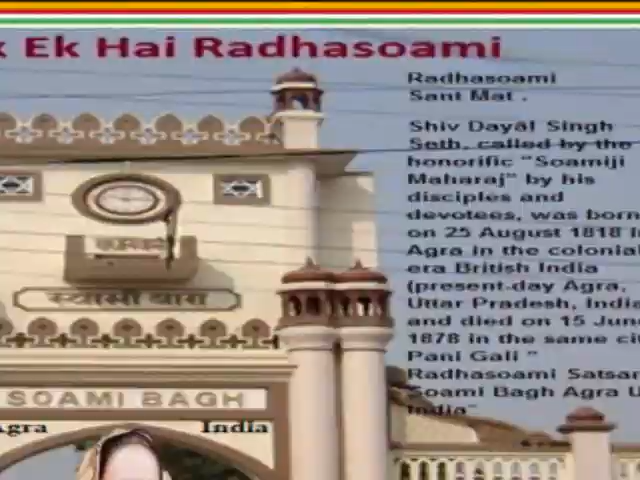 Ek Hai Radhasoami
Radhasoami
Sant Mat .
Shiv Dayal Singh
Seth, called by the
honorific "Soamiji
Maharaj" by his
disciples and
devotees, was born
on 25 August 1818 in
Agra in the colonial
era British India
(present-day Agra,
Uttar Pradesh, India
and died on 15 June
1878 in the same
Pani Gali "
Radhasoami
Soami Bagh Agra
India"
स्वामी बाग
SOAMI BAGH
Agra India